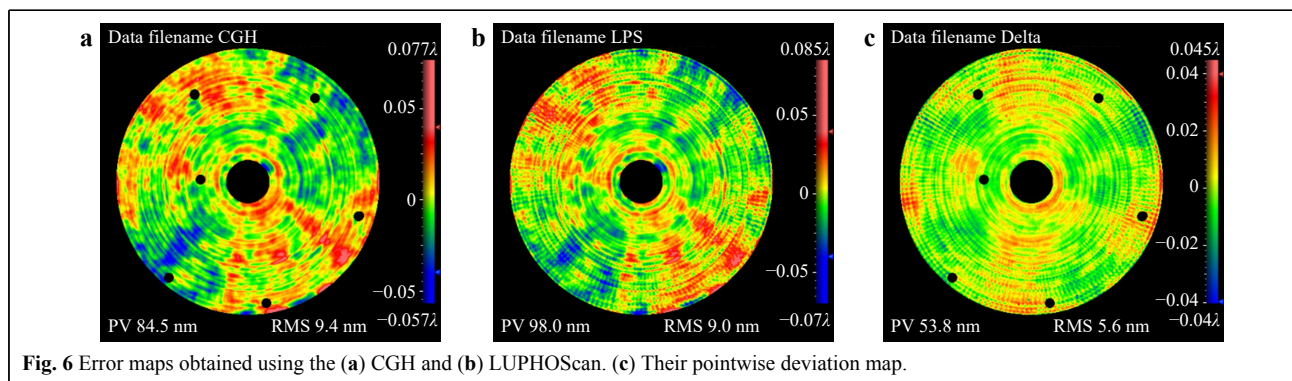 a
Data filename CGH
0.077λ
0.05
0
−0.05
−0.057λ
PV 84.5 nm
RMS 9.4 nm
b
Data filename LPS
0.085λ
0.05
0
−0.05
−0.07λ
PV 98.0 nm
RMS 9.0 nm
c
Data filename Delta
0.045λ
0.04
0.02
0
−0.02
−0.04
−0.04λ
PV 53.8 nm
RMS 5.6 nm
Fig. 6 Error maps obtained using the (a) CGH and (b) LUPHOScan. (c) Their pointwise deviation map.